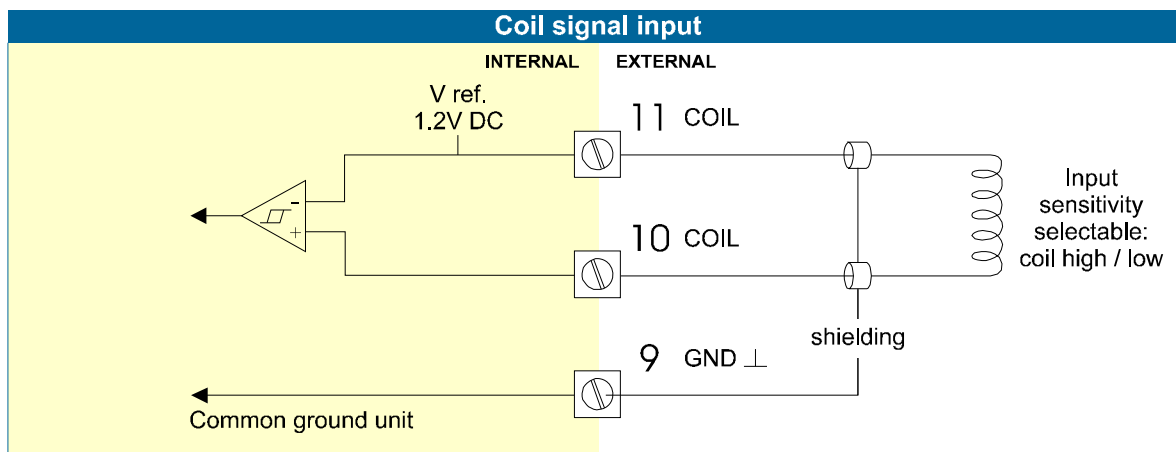 Coil signal input
INTERNAL
EXTERNAL
V ref.
1.2V DC
11 COIL
-
+
10 COIL
Input
sensitivity
selectable:
coil high / low
shielding
9 GND ⊥
Common ground unit